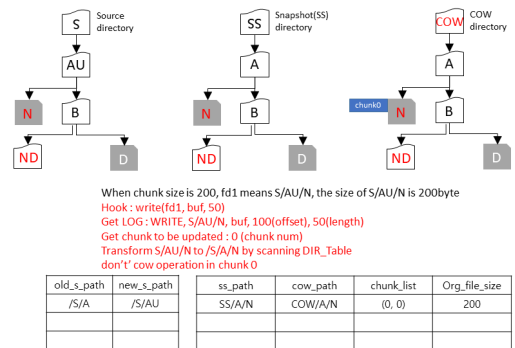 S
Source
directory
SS
Snapshot(SS)
directory
COW
COW
directory
AU
A
A
N
B
N
B
chunk0
N
B
ND
D
ND
D
ND
D
When chunk size is 200, fd1 means S/AU/N, the size of S/AU/N is 200byte
Hook : write(fd1, buf, 50)
Get LOG : WRITE, S/AU/N, buf, 100(offset), 50(length)
Get chunk to be updated : 0 (chunk num)
Transform S/AU/N to /S/A/N by scanning DIR_Table
don't' cow operation in chunk 0
old_s_path new_s_path ss_path cow_path chunk_list Org_file_size
/S/A /S/AU SS/A/N COW/A/N (0, 0) 200